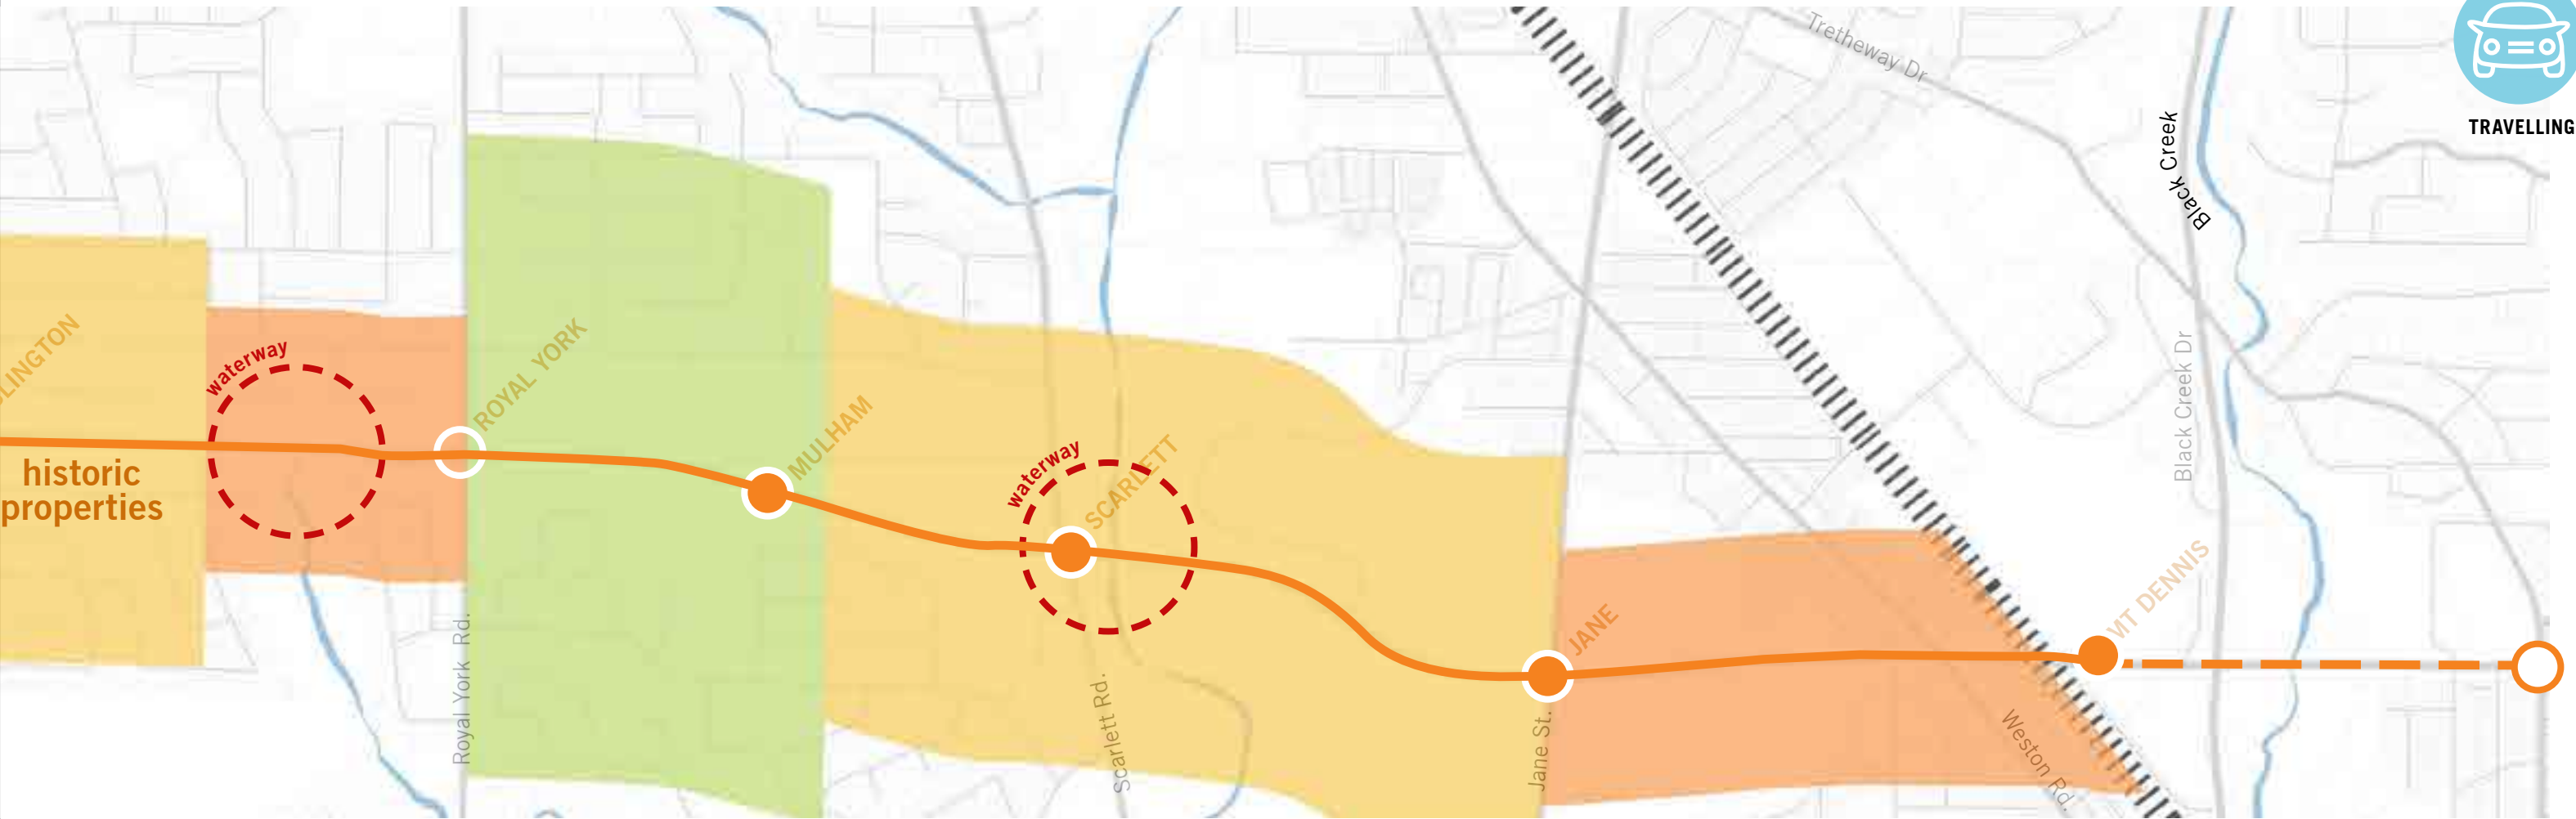 Tretheway Dr
TRAVELLING
Black Creek
LINGTON
waterway
ROYAL YORK
MULHAM
historic
properties
waterway
SCARLETT
Black Creek Dr
MT DENNIS
JANE
Royal York Rd.
Scarlett Rd.
Jane St.
Weston Rd.